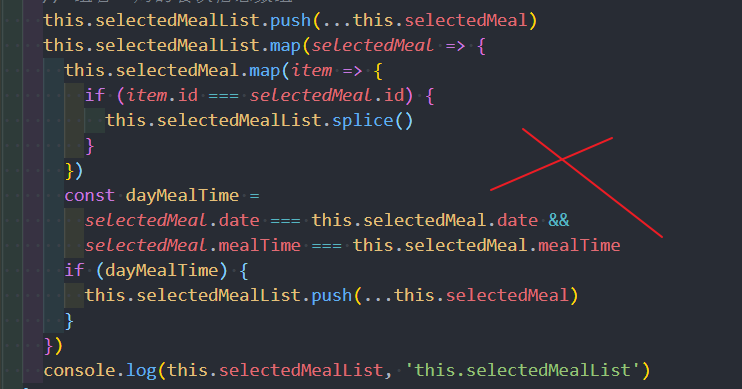 this.selectedMealList.push(...this.selectedMeal)
this.selectedMealList.map(selectedMeal => {
this.selectedMeal.map(item => {
if (item.id === selectedMeal.id) {
this.selectedMealList.splice()
}
})
const dayMealTime =
selectedMeal.date === this.selectedMeal.date &&
selectedMeal.mealTime === this.selectedMeal.mealTime
if (dayMealTime) {
this.selectedMealList.push(...this.selectedMeal)
}
})
console.log(this.selectedMealList, 'this.selectedMealList')